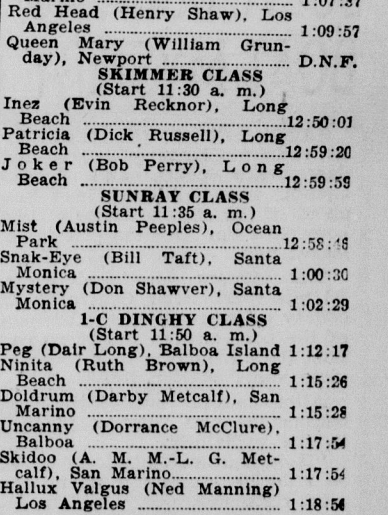 Red Head (Henry Shaw), Los
Angeles ........................ 1:09:57
Queen Mary (William Grun-
day), Newport ................ D.N.F.
SKIMMER CLASS
(Start 11:30 a. m.)
Inez (Evin Recknor), Long
Beach ........................12:50:01
Patricia (Dick Russell), Long
Beach ........................12:59:20
Joker (Bob Perry), Long
Beach ........................12:59:59
SUNRAY CLASS
(Start 11:35 a. m.)
Mist (Austin Peeples), Ocean
Park ........................12:58:48
Snak-Eye (Bill Taft), Santa
Monica ........................ 1:00:30
Mystery (Don Shawver), Santa
Monica ........................ 1:02:29
1-C DINGHY CLASS
(Start 11:50 a. m.)
Peg (Dair Long), Balboa Island 1:12:17
Ninita (Ruth Brown), Long
Beach ........................ 1:15:26
Doldrum (Darby Metcalf), San
Marino ........................ 1:15:28
Uncanny (Dorrance McClure),
Balboa ........................ 1:17:54
Skidoo (A. M. M.-L. G. Met-
calf), San Marino................ 1:17:54
Hallux Valgus (Ned Manning)
Los Angeles .................... 1:18:54